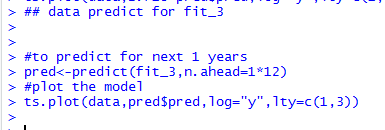 > ## data predict for fit_3
>
>
> #to predict for next 1 years
> pred<-predict(fit_3,n.ahead=1*12)
> #plot the model
> ts.plot(data,pred$pred,log="y",lty=c(1,3))
>
>